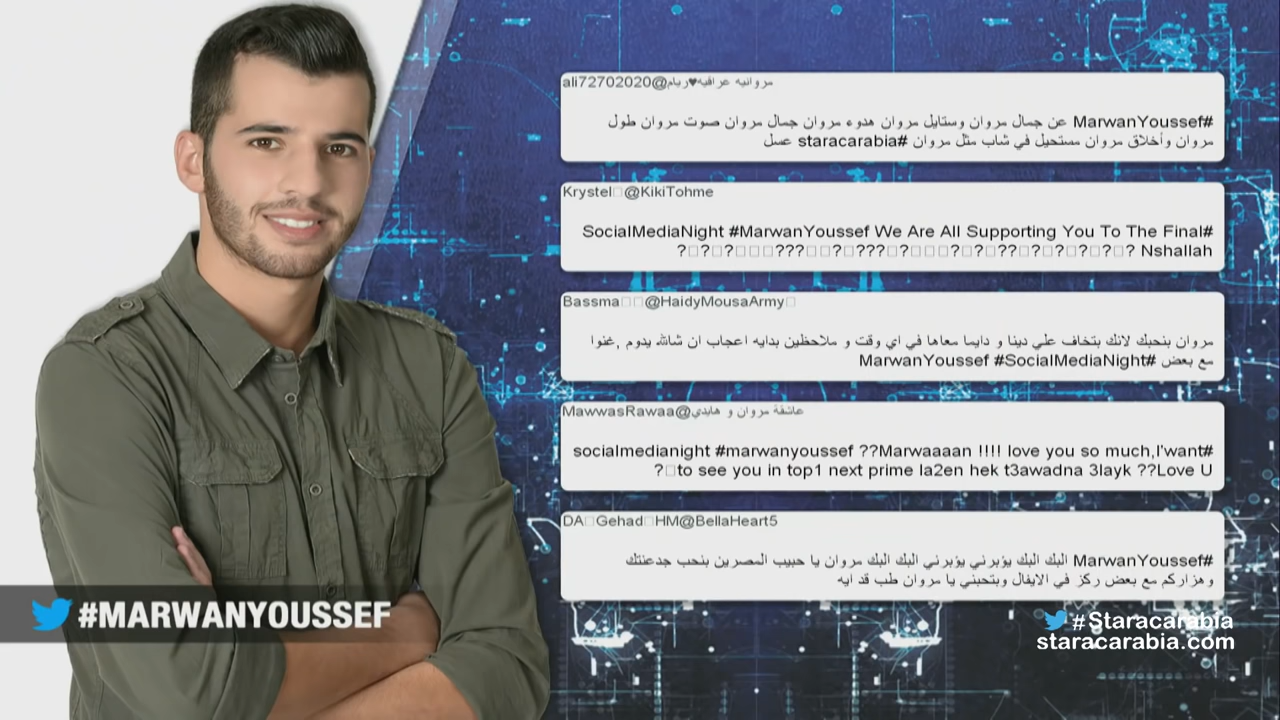 مروانيه عراقيه♥ريام@ali72702020
#MarwanYoussef عن جمال مروان وستايل مروان هدوء مروان جمال مروان صوت مروان طول
مروان وأخلاق مروان مستحيل في شاب مثل مروان #staracarabia عسل
Krystel□@KikiTohme
#SocialMediaNight #MarwanYoussef We Are All Supporting You To The Final
Nshallah ?□?□?□?□??□?□□□?□???□?□□???□□□?□?□?
Bassma□□@HaidyMousaArmy□
مروان بنحبك لانك بتخاف علي دينا و دايما معاها في اي وقت و ملاحظين بدايه اعجاب ان شاﷲ يدوم ,غنوا
مع بعض #MarwanYoussef #SocialMediaNight
عاشقة مروان و هايدي@MawwasRawaa
#socialmedianight #marwanyoussef ??Marwaaaan !!!! love you so much,I'want
to see you in top1 next prime la2en hek t3awadna 3layk ??Love U□?
DA□Gehad□HM@BellaHeart5
#MarwanYoussef البك البك يؤبرني يؤبرني البك البك مروان يا حبيب المصرين بنحب جدعنتك
وهزاركم مع بعض ركز في الايفال وبتحبني يا مروان طب قد ايه
#MARWANYOUSSEF
#Staracarabia
staracarabia.com